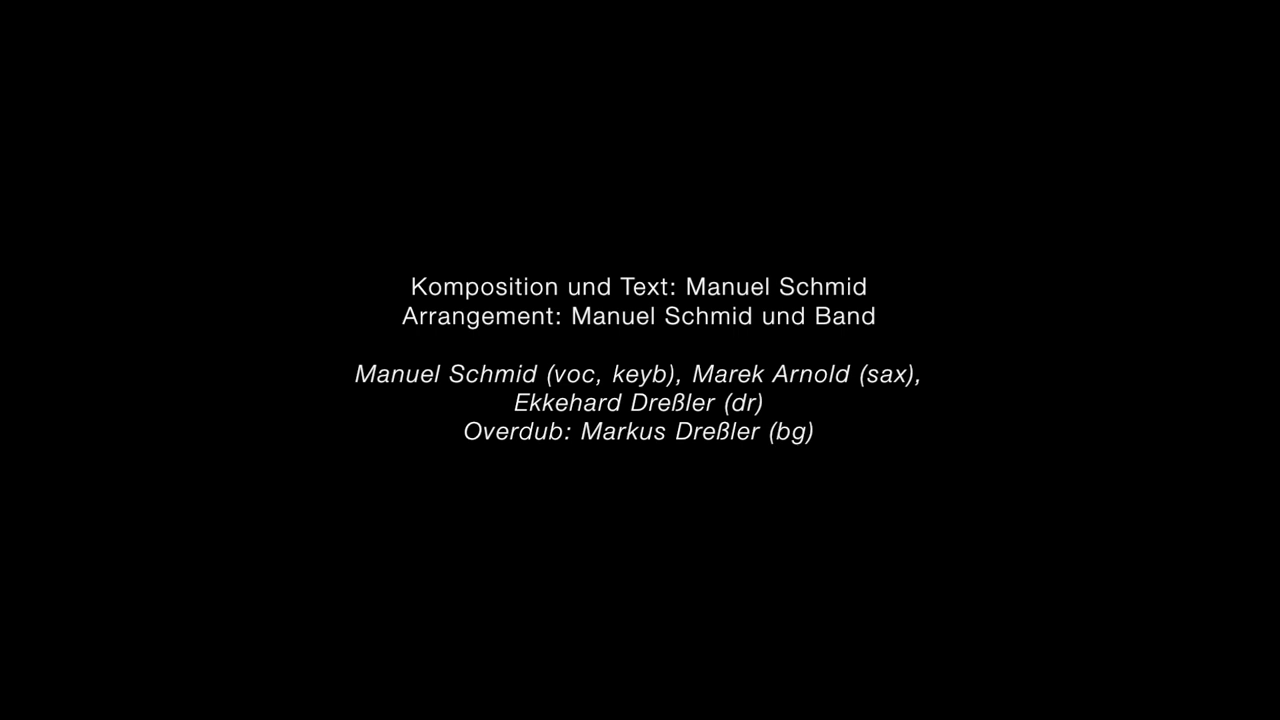 Komposition und Text: Manuel Schmid
Arrangement: Manuel Schmid und Band
Manuel Schmid (voc, keyb), Marek Arnold (sax),
Ekkehard Dreßler (dr)
Overdub: Markus Dreßler (bg)